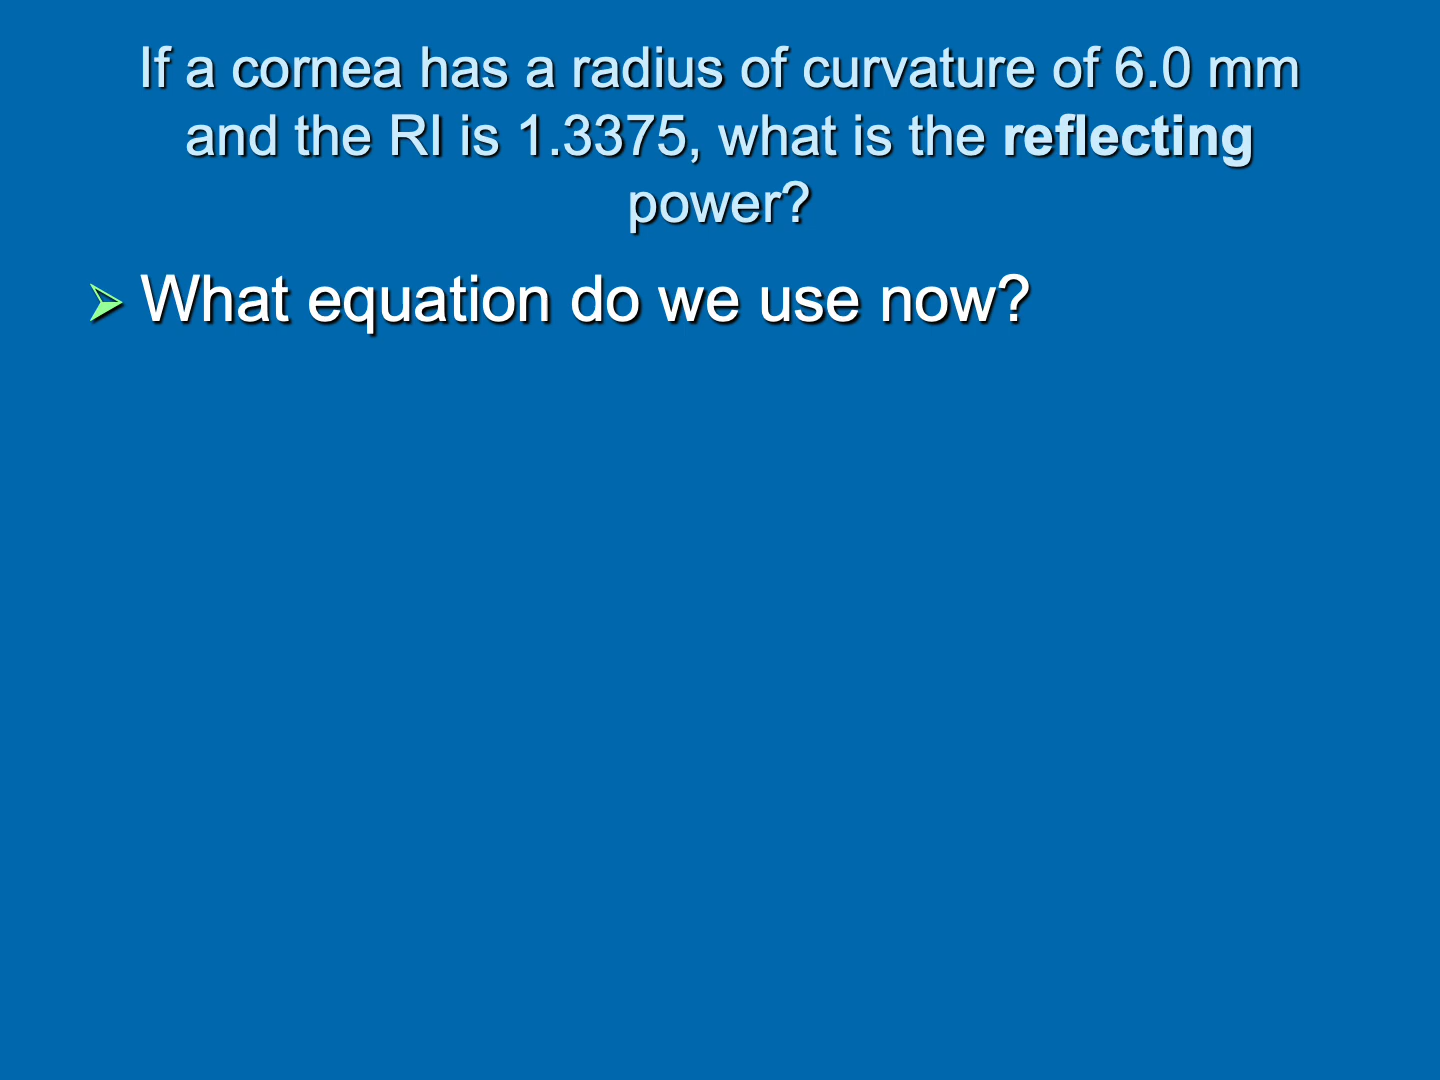 If a cornea has a radius of curvature of 6.0 mm
and the RI is 1.3375, what is the reflecting
power?
What equation do we use now?